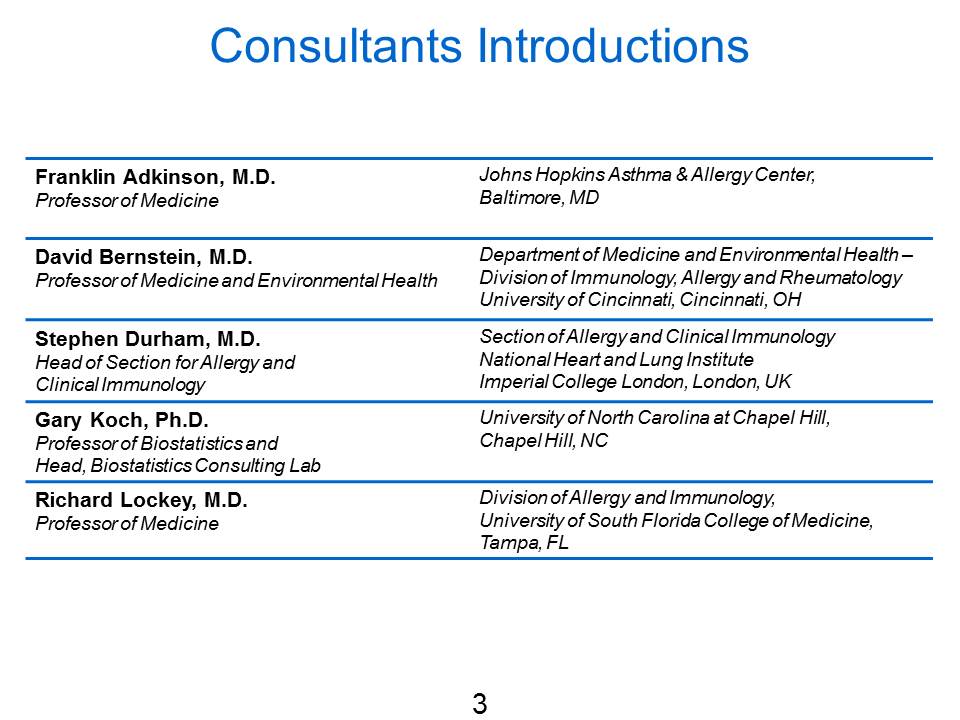 Consultants Introductions
Franklin Adkinson, M.D.
Professor of Medicine
Johns Hopkins Asthma & Allergy Center,
Baltimore, MD
David Bernstein, M.D.
Professor of Medicine and Environmental Health
Department of Medicine and Environmental Health –
Division of Immunology, Allergy and Rheumatology
University of Cincinnati, Cincinnati, OH
Stephen Durham, M.D.
Head of Section for Allergy and
Clinical Immunology
Section of Allergy and Clinical Immunology
National Heart and Lung Institute
Imperial College London, London, UK
Gary Koch, Ph.D.
Professor of Biostatistics and
Head, Biostatistics Consulting Lab
University of North Carolina at Chapel Hill,
Chapel Hill, NC
Richard Lockey, M.D.
Professor of Medicine
Division of Allergy and Immunology,
University of South Florida College of Medicine,
Tampa, FL
3